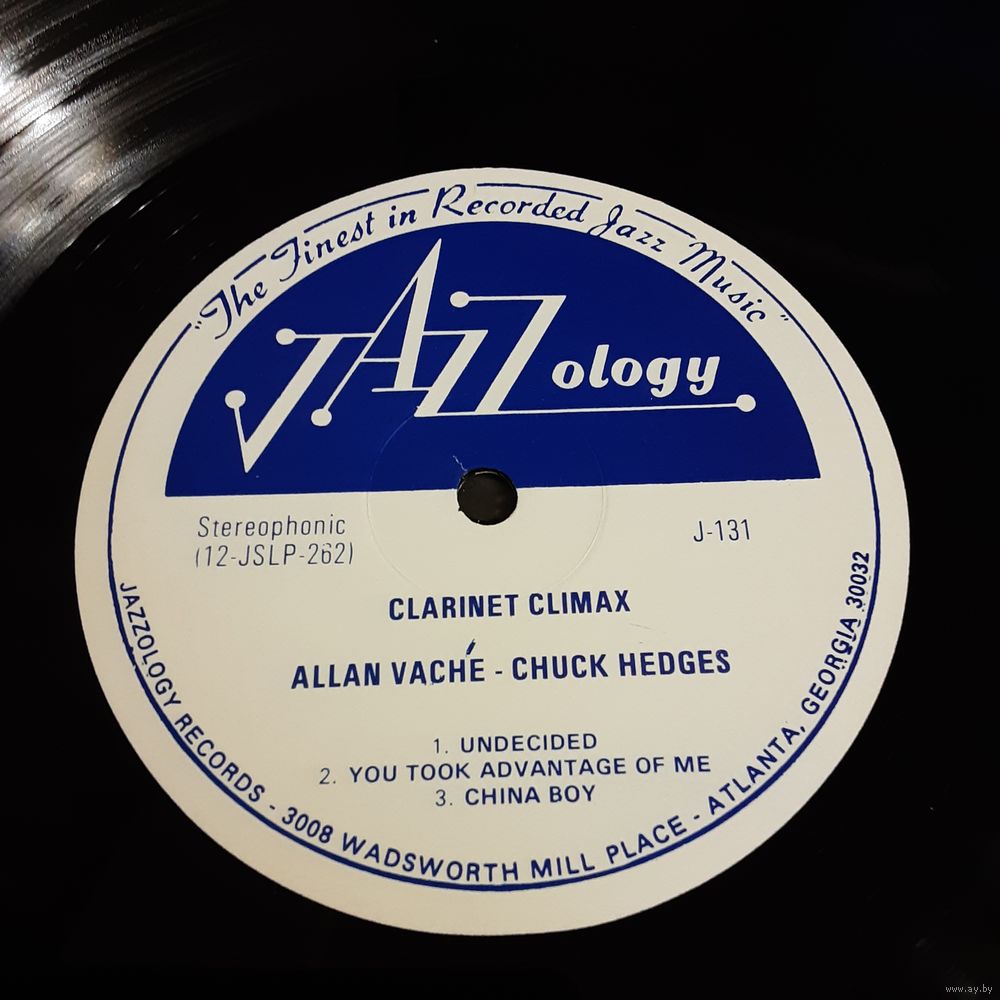 "The Finest in Recorded Jazz Music"
JAZZology
Stereophonic
(12-JSLP-262)
J-131
CLARINET CLIMAX
ALLAN VACHÉ - CHUCK HEDGES
1. UNDECIDED
2. YOU TOOK ADVANTAGE OF ME
3. CHINA BOY
JAZZOLOGY RECORDS - 3008 WADSWORTH MILL PLACE - ATLANTA, GEORGIA 30032
www.ay.by